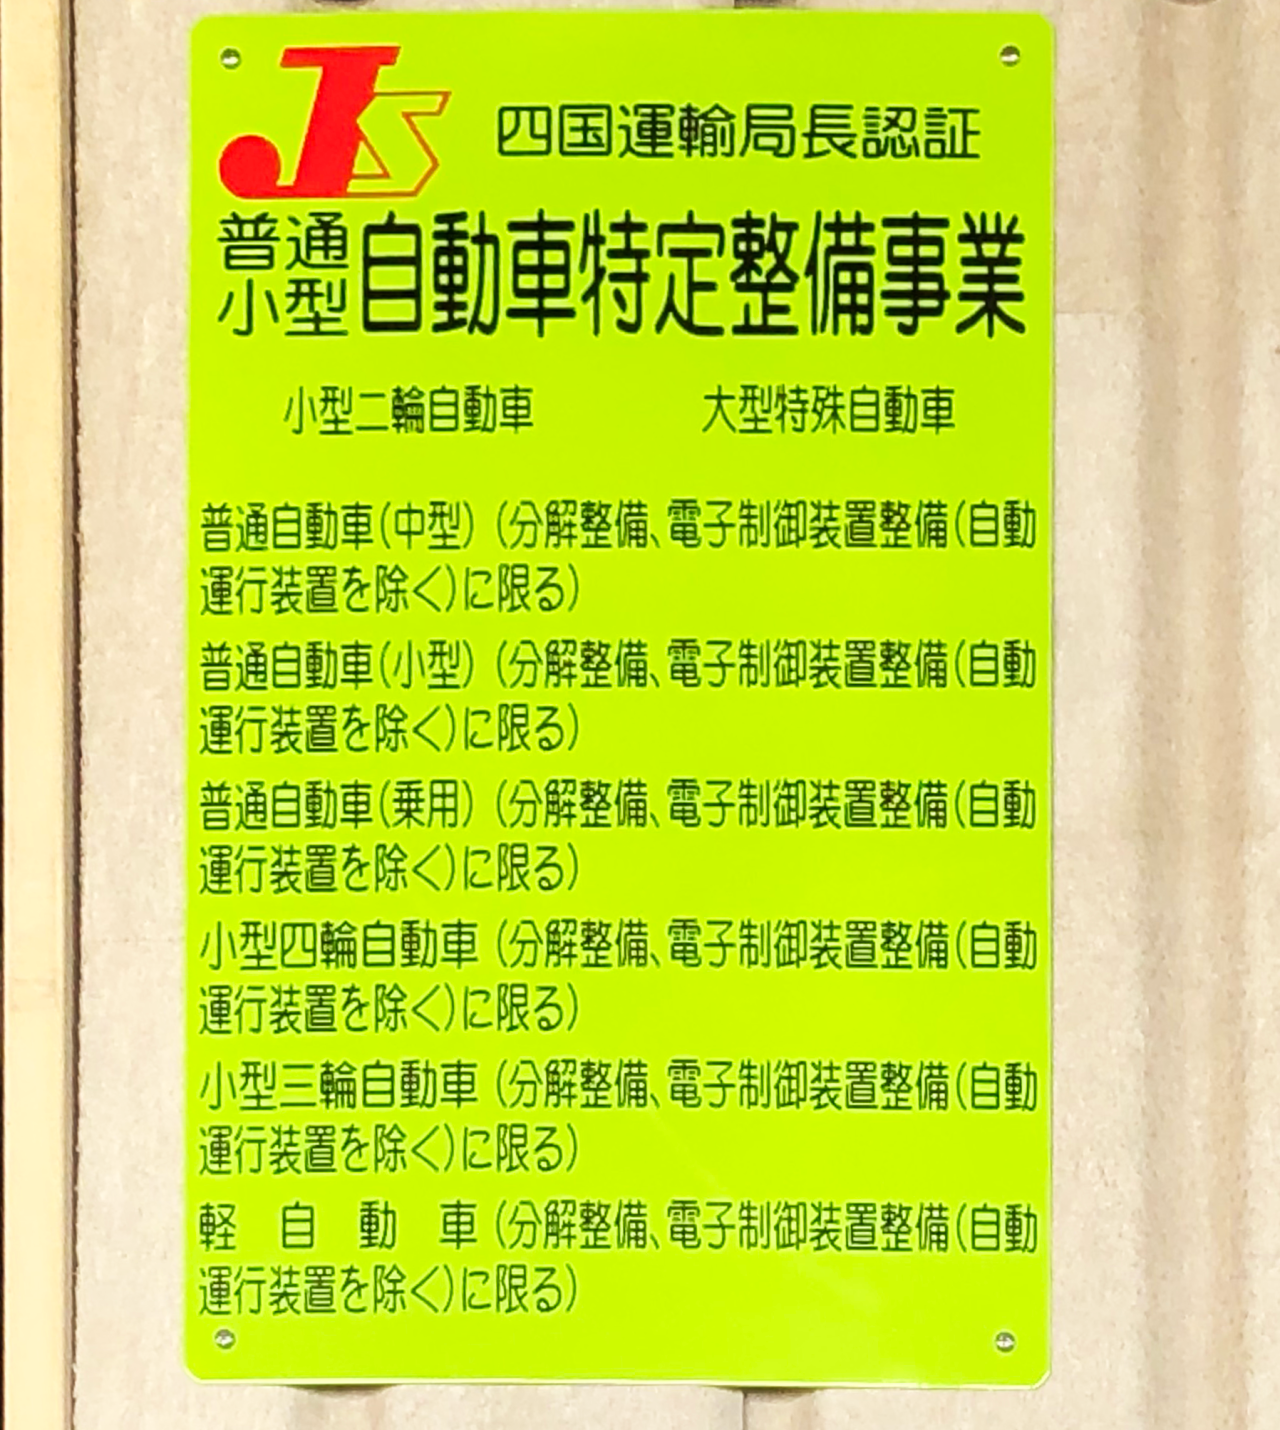 JS 四国運輸局長認証
普通
小型 自動車特定整備事業
小型二輪自動車 大型特殊自動車
普通自動車(中型) (分解整備、電子制御装置整備(自動
運行装置を除く)に限る)
普通自動車(小型) (分解整備、電子制御装置整備(自動
運行装置を除く)に限る)
普通自動車(乗用) (分解整備、電子制御装置整備(自動
運行装置を除く)に限る)
小型四輪自動車 (分解整備、電子制御装置整備(自動
運行装置を除く)に限る)
小型三輪自動車 (分解整備、電子制御装置整備(自動
運行装置を除く)に限る)
軽 自 動 車 (分解整備、電子制御装置整備(自動
運行装置を除く)に限る)